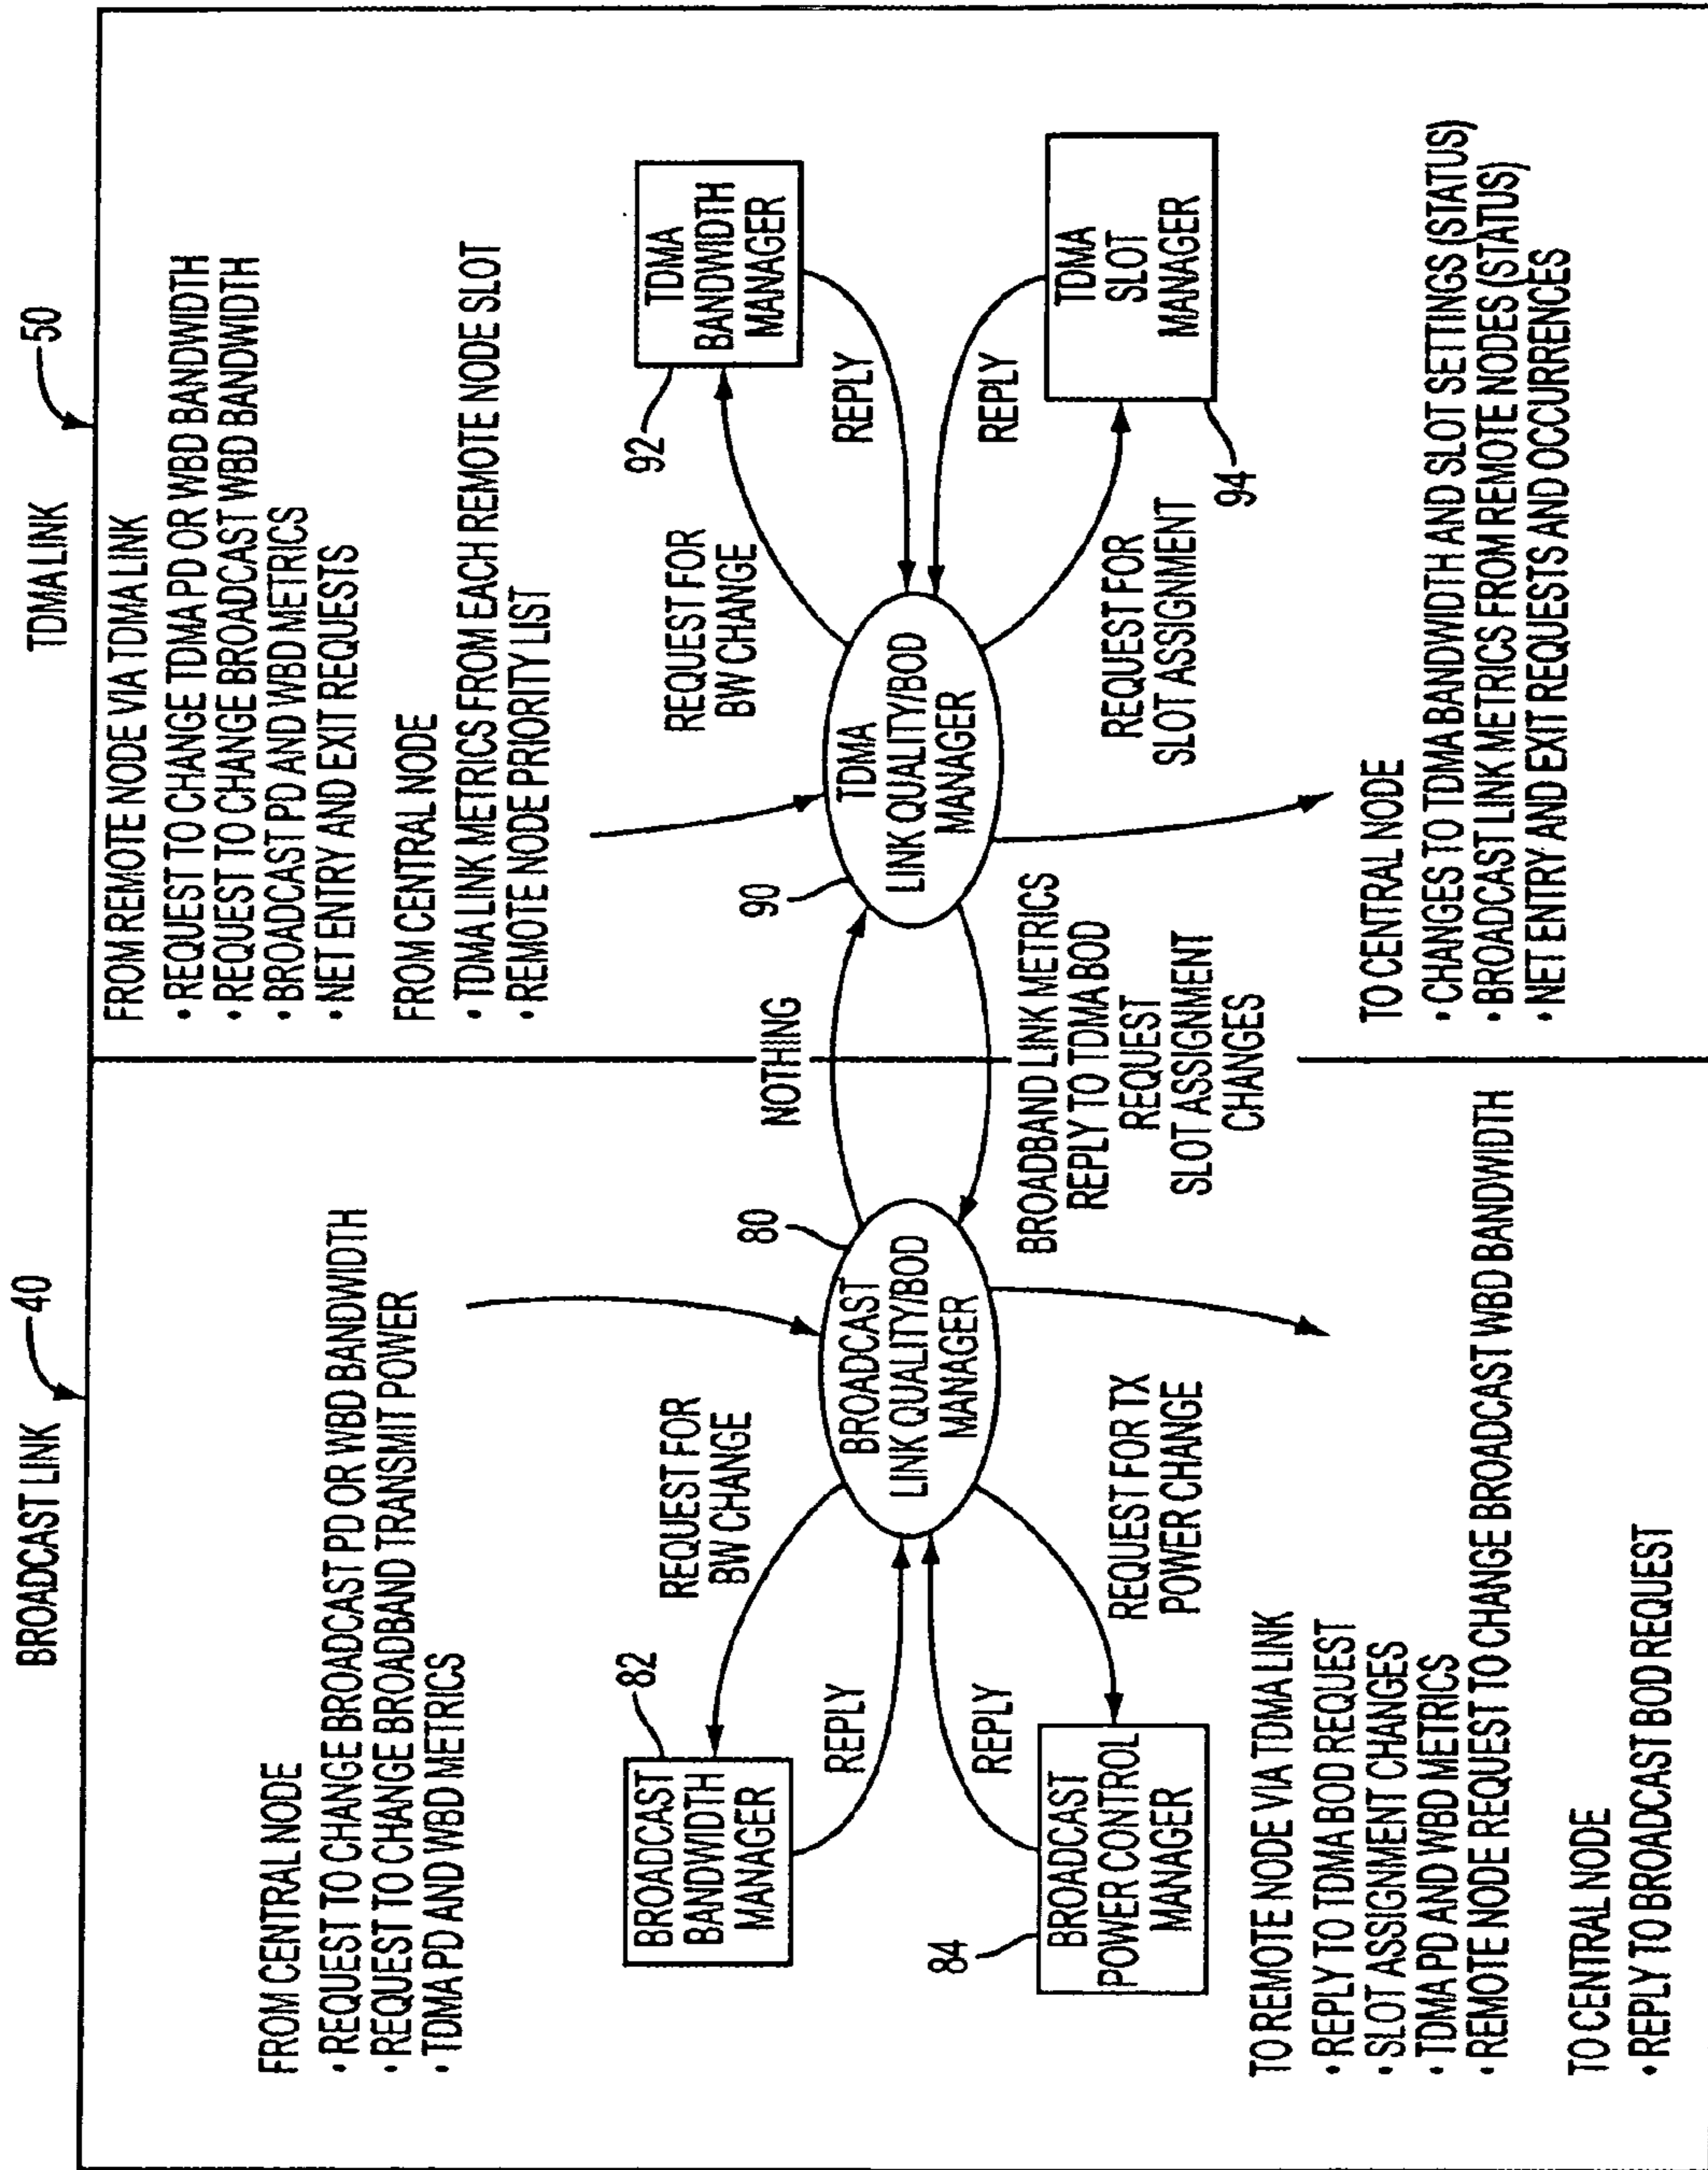 BROADCAST LINK
40
FROM CENTRAL NODE
• REQUEST TO CHANGE BROADCAST PD OR WBD BANDWIDTH
• REQUEST TO CHANGE BROADBAND TRANSMIT POWER
• TDMA PD AND WBD METRICS
82
BROADCAST
BANDWIDTH
MANAGER
REQUEST FOR
BW CHANGE
REPLY
80
BROADCAST
LINK QUALITY/BOD
MANAGER
REPLY
84
BROADCAST
POWER CONTROL
MANAGER
REQUEST FOR TX
POWER CHANGE
TO REMOTE NODE VIA TDMA LINK
• REPLY TO TDMA BOD REQUEST
• SLOT ASSIGNMENT CHANGES
• TDMA PD AND WBD METRICS
• REMOTE NODE REQUEST TO CHANGE BROADCAST WBD BANDWIDTH
TO CENTRAL NODE
• REPLY TO BROADCAST BOD REQUEST
NOTHING
BROADBAND LINK METRICS
REPLY TO TDMA BOD
REQUEST
SLOT ASSIGNMENT
CHANGES
TDMA LINK
50
FROM REMOTE NODE VIA TDMA LINK
• REQUEST TO CHANGE TDMA PD OR WBD BANDWIDTH
• REQUEST TO CHANGE BROADCAST WBD BANDWIDTH
• BROADCAST PD AND WBD METRICS
• NET ENTRY AND EXIT REQUESTS
FROM CENTRAL NODE
• TDMA LINK METRICS FROM EACH REMOTE NODE SLOT
• REMOTE NODE PRIORITY LIST
90
TDMA
LINK QUALITY/BOD
MANAGER
REQUEST FOR
BW CHANGE
92
TDMA
BANDWIDTH
MANAGER
REPLY
REPLY
REQUEST FOR
SLOT ASSIGNMENT
TDMA
SLOT
MANAGER
94
TO CENTRAL NODE
• CHANGES TO TDMA BANDWIDTH AND SLOT SETTINGS (STATUS)
• BROADCAST LINK METRICS FROM REMOTE NODES (STATUS)
• NET ENTRY AND EXIT REQUESTS AND OCCURRENCES